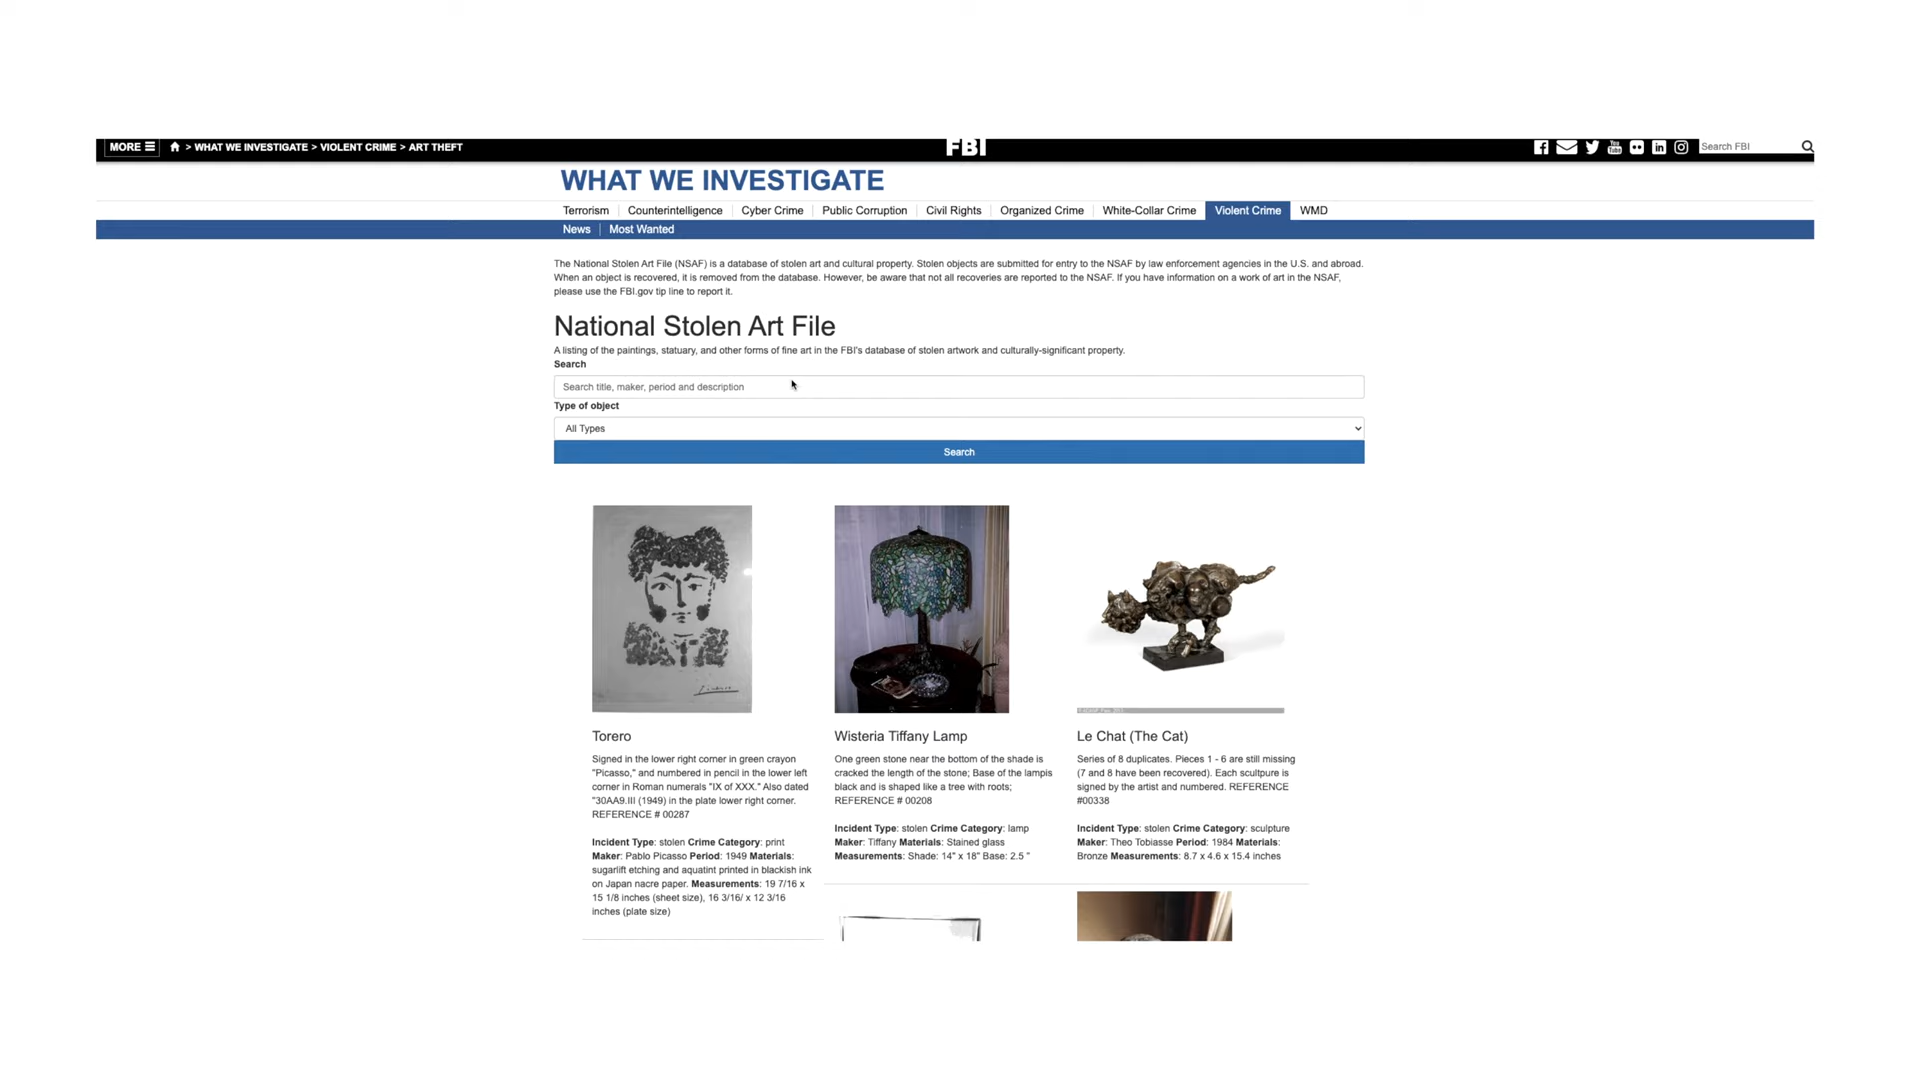 MORE > WHAT WE INVESTIGATE > VIOLENT CRIME > ART THEFT
FBI
Search FBI
WHAT WE INVESTIGATE
Terrorism Counterintelligence Cyber Crime Public Corruption Civil Rights Organized Crime White-Collar Crime Violent Crime WMD
News Most Wanted
The National Stolen Art File (NSAF) is a database of stolen art and cultural property. Stolen objects are submitted for entry to the NSAF by law enforcement agencies in the U.S. and abroad.
When an object is recovered, it is removed from the database. However, be aware that not all recoveries are reported to the NSAF. If you have information on a work of art in the NSAF,
please use the FBI.gov tip line to report it.
National Stolen Art File
A listing of the paintings, statuary, and other forms of fine art in the FBI's database of stolen artwork and culturally-significant property.
Search
Search title, maker, period and description
Type of object
All Types
Search
Picasso
Torero
Signed in the lower right corner in green crayon
"Picasso," and numbered in pencil in the lower left
corner in Roman numerals "IX of XXX." Also dated
"30AA9.III (1949) in the plate lower right corner.
REFERENCE # 00287
Incident Type: stolen Crime Category: print
Maker: Pablo Picasso Period: 1949 Materials:
sugarlift etching and aquatint printed in blackish ink
on Japan nacre paper. Measurements: 19 7/16 x
15 1/8 inches (sheet size), 16 3/16/ x 12 3/16
inches (plate size)
Wisteria Tiffany Lamp
One green stone near the bottom of the shade is
cracked the length of the stone; Base of the lampis
black and is shaped like a tree with roots;
REFERENCE # 00208
Incident Type: stolen Crime Category: lamp
Maker: Tiffany Materials: Stained glass
Measurements: Shade: 14" x 18" Base: 2.5 "
Le Chat (The Cat)
Series of 8 duplicates. Pieces 1 - 6 are still missing
(7 and 8 have been recovered). Each scultpure is
signed by the artist and numbered. REFERENCE
#00338
Incident Type: stolen Crime Category: sculpture
Maker: Theo Tobiasse Period: 1984 Materials:
Bronze Measurements: 8.7 x 4.6 x 15.4 inches